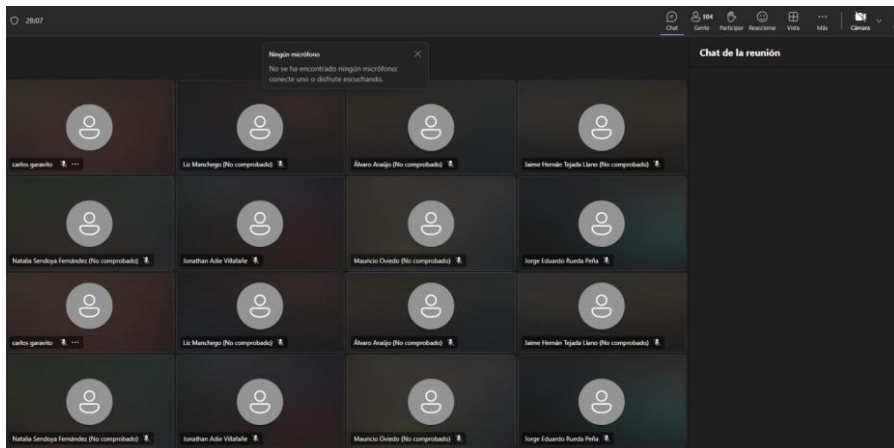 28:07
Chat
104
Gente
Participar
Reaccionar
Vista
Más
Cámara
Chat de la reunión
Ningún micrófono
No se ha encontrado ningún micrófono;
conecte uno o disfrute escuchando.
carlos garavito
Lic Manchego (No comprobado)
Álvaro Araújo (No comprobado)
Jaime Hernán Tejada Llano (No comprobado)
Natalia Sendoya Fernández (No comprobado)
Jonathan Adie Villafañe
Mauricio Oviedo (No comprobado)
Jorge Eduardo Rueda Peña
carlos garavito
Lic Manchego (No comprobado)
Álvaro Araújo (No comprobado)
Jaime Hernán Tejada Llano (No comprobado)
Natalia Sendoya Fernández (No comprobado)
Jonathan Adie Villafañe
Mauricio Oviedo (No comprobado)
Jorge Eduardo Rueda Peña